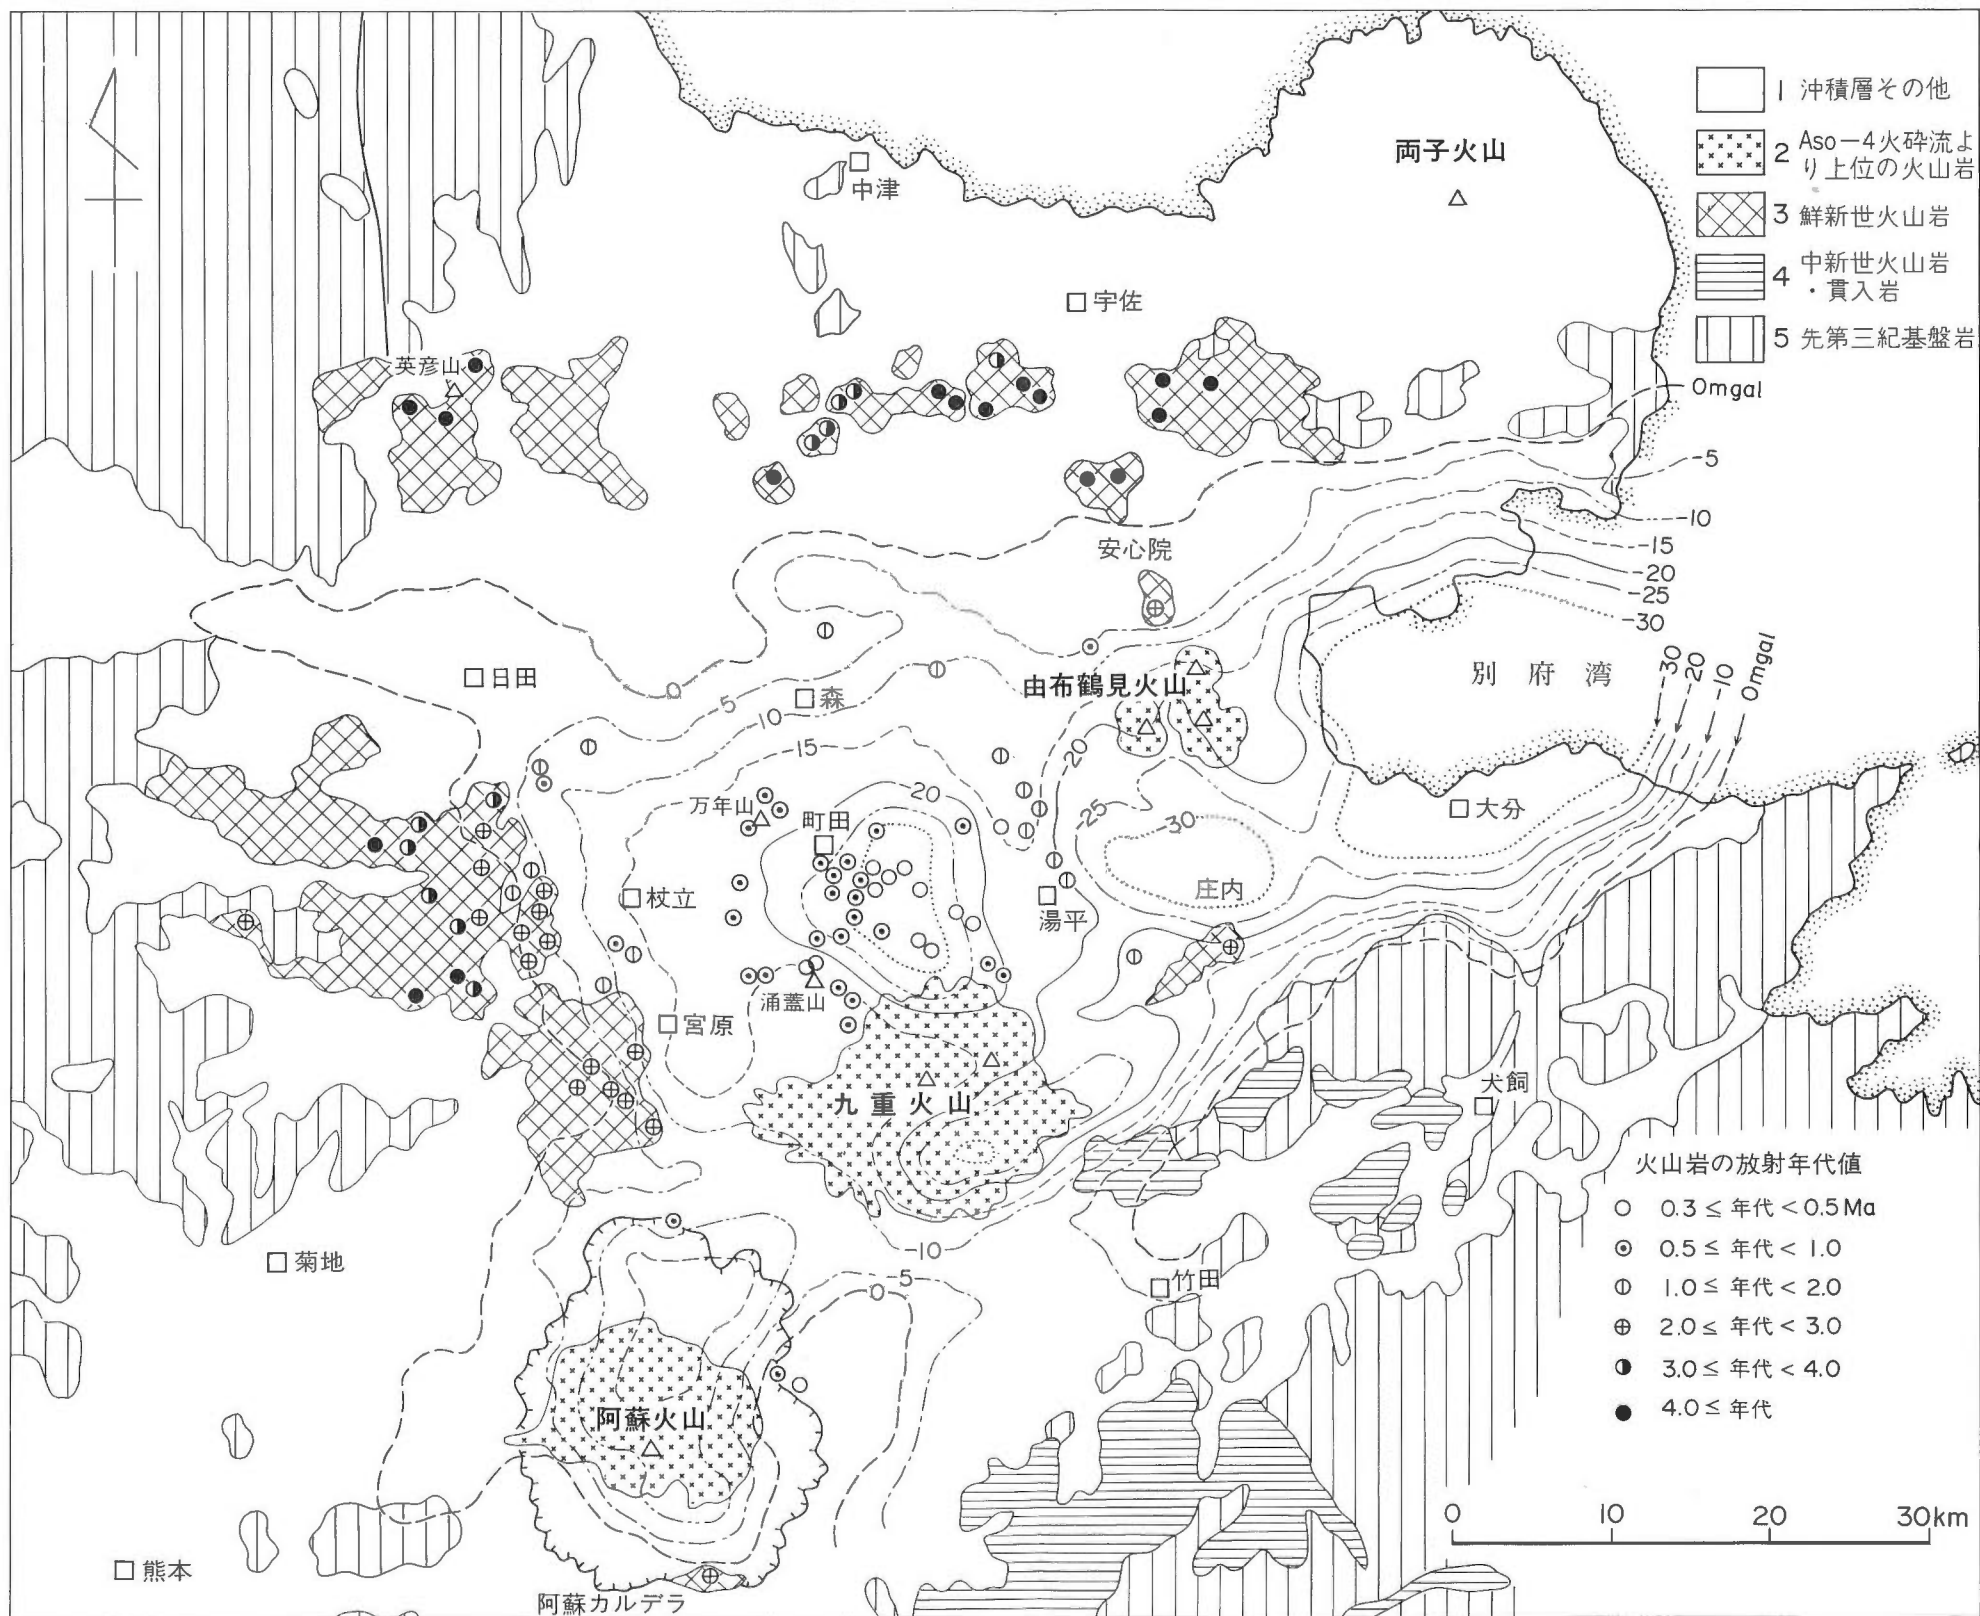 1 沖積層その他
2 Aso－4火砕流よ
り上位の火山岩
3 鮮新世火山岩
4 中新世火山岩
・貫入岩
5 先第三紀基盤岩
両子火山
中津
宇佐
英彦山
Omgal
-5
-10
-15
-20
-25
-30
安心院
別府湾
-30
-20
-10
Omgal
日田
0
-5
森
-10
-15
由布鶴見火山
20
-25
-30
万年山
町田
20
大分
杖立
庄内
湯平
涌蓋山
宮原
九重火山
犬飼
-10
-5
0
菊地
竹田
阿蘇火山
熊本
阿蘇カルデラ
火山岩の放射年代値
0.3 ≤ 年代 < 0.5 Ma
0.5 ≤ 年代 < 1.0
1.0 ≤ 年代 < 2.0
2.0 ≤ 年代 < 3.0
3.0 ≤ 年代 < 4.0
4.0 ≤ 年代
0 10 20 30km